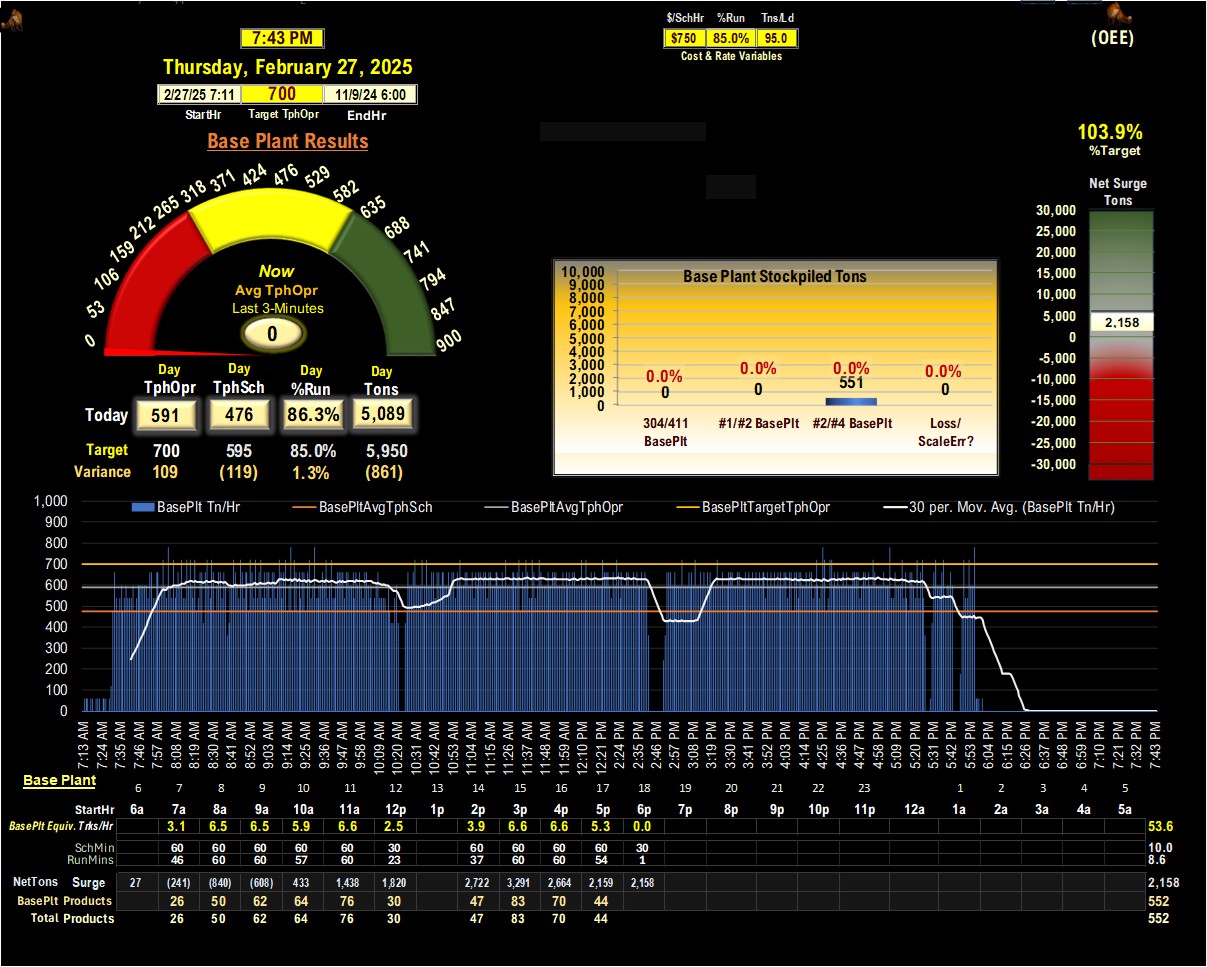 $/SchHr %Run Tns/Ld
7:43 PM $750 85.0% 95.0 (OEE)
Cost & Rate Variables
Thursday, February 27, 2025
2/27/25 7:11 700 11/9/24 6:00
StartHr Target TphOpr EndHr
103.9%
%Target
Base Plant Results
Net Surge
Tons
0 53 106 159 212 265 318 371 424 476 529 582 635 688 741 794 847 900
Now
Avg TphOpr
Last 3-Minutes
0
30,000
25,000
20,000
15,000
10,000
5,000
2,158
0
-5,000
-10,000
-15,000
-20,000
-25,000
-30,000
Base Plant Stockpiled Tons
10,000
9,000
8,000
7,000
6,000
5,000
4,000
3,000
2,000
1,000
0
0.0% 0.0% 0.0% 0.0%
0 0 551 0
304/411 BasePlt #1/#2 BasePlt #2/#4 BasePlt Loss/ ScaleErr?
Day Day Day Day
TphOpr TphSch %Run Tons
Today 591 476 86.3% 5,089
Target 700 595 85.0% 5,950
Variance 109 (119) 1.3% (861)
BasePlt Tn/Hr BasePltAvgTphSch BasePltAvgTphOpr BasePltTargetTphOpr 30 per. Mov. Avg. (BasePlt Tn/Hr)
1,000
900
800
700
600
500
400
300
200
100
0
7:13 AM 7:24 AM 7:35 AM 7:46 AM 7:57 AM 8:08 AM 8:19 AM 8:30 AM 8:41 AM 8:52 AM 9:03 AM 9:14 AM 9:25 AM 9:36 AM 9:47 AM 9:58 AM 10:09 AM 10:20 AM 10:42 AM 10:53 AM 11:15 AM 11:26 AM 11:37 AM 11:48 AM 11:59 AM 12:10 PM 12:21 PM 2:24 PM 2:35 PM 2:46 PM 2:57 PM 3:08 PM 3:19 PM 3:30 PM 3:41 PM 3:52 PM 4:03 PM 4:14 PM 4:25 PM 4:36 PM 4:47 PM 4:58 PM 5:09 PM 5:20 PM 5:31 PM 5:42 PM 5:53 PM 6:04 PM 6:15 PM 6:26 PM 6:37 PM 6:48 PM 6:59 PM 7:10 PM 7:21 PM 7:32 PM 7:43 PM
Base Plant
6 7 8 9 10 11 12 14 15 16 17 18 19 20 21 22 23 1 2 3 4 5
StartHr 6a 7a 8a 9a 10a 11a 12p 1p 2p 3p 4p 5p 6p 7p 8p 9p 10p 11p 12a 1a 2a 3a 4a 5a
BasePlt Equiv. Trks/Hr 3.1 6.5 6.5 5.9 6.6 2.5 3.9 6.6 6.6 5.3 0.0 53.6
SchMin 60 60 60 60 60 30 60 60 60 60 30 10.0
RunMins 46 60 60 57 60 23 37 60 60 54 1 8.6
NetTons Surge 27 (241) (840) (608) 433 1,438 1,820 2,722 3,291 2,664 2,159 2,158 2,158
BasePlt Products 26 50 62 64 76 30 47 83 70 44 552
Total Products 26 50 62 64 76 30 47 83 70 44 552